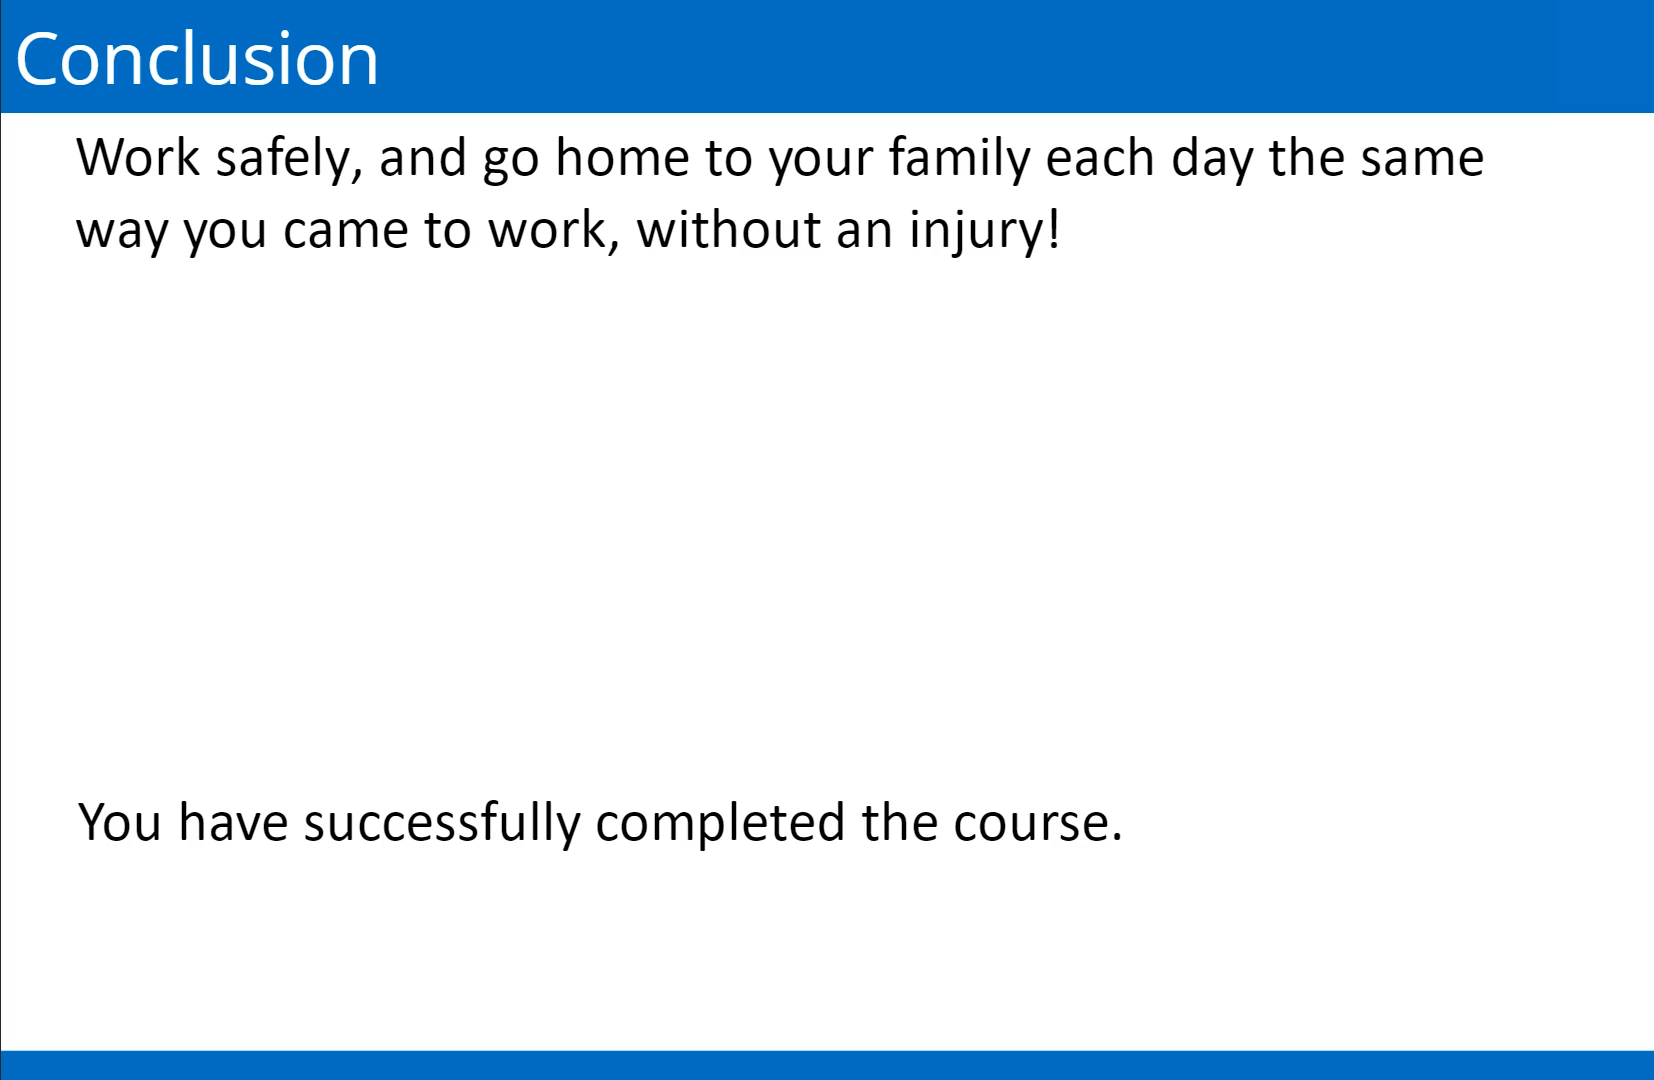 Conclusion
Work safely, and go home to your family each day the same
way you came to work, without an injury!
You have successfully completed the course.